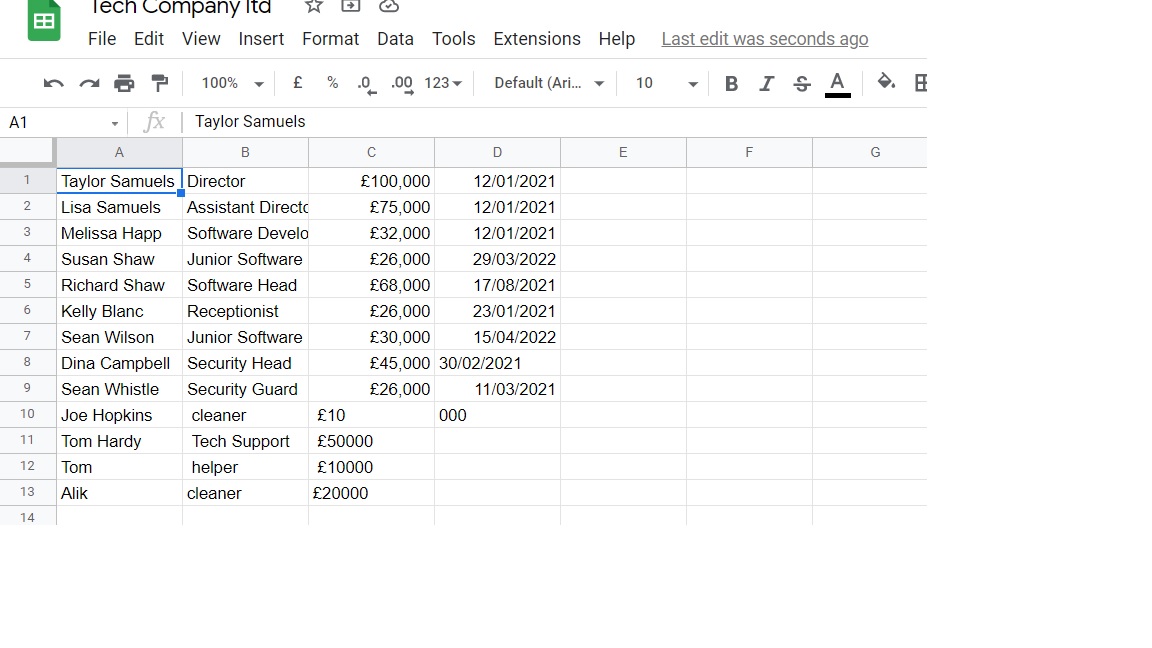 Tech Company ltd
File Edit View Insert Format Data Tools Extensions Help Last edit was seconds ago
100% £ % .0 .00 123 Default (Ari... 10 B I S A
A1 fx Taylor Samuels
A B C D E F G
1 Taylor Samuels Director £100,000 12/01/2021
2 Lisa Samuels Assistant Directo £75,000 12/01/2021
3 Melissa Happ Software Develo £32,000 12/01/2021
4 Susan Shaw Junior Software £26,000 29/03/2022
5 Richard Shaw Software Head £68,000 17/08/2021
6 Kelly Blanc Receptionist £26,000 23/01/2021
7 Sean Wilson Junior Software £30,000 15/04/2022
8 Dina Campbell Security Head £45,000 30/02/2021
9 Sean Whistle Security Guard £26,000 11/03/2021
10 Joe Hopkins cleaner £10 000
11 Tom Hardy Tech Support £50000
12 Tom helper £10000
13 Alik cleaner £20000
14